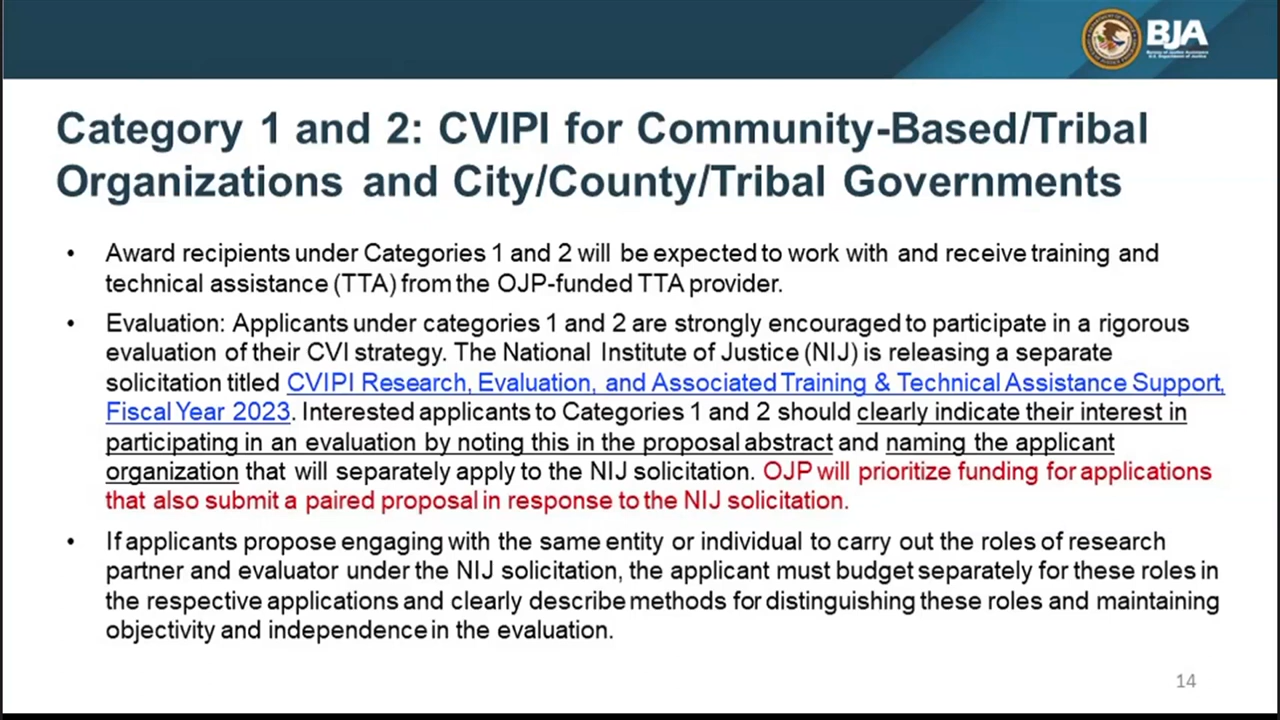 BJA
Bureau of Justice Assistance
U.S. Department of Justice
Category 1 and 2: CVIPI for Community-Based/Tribal
Organizations and City/County/Tribal Governments
• Award recipients under Categories 1 and 2 will be expected to work with and receive training and
technical assistance (TTA) from the OJP-funded TTA provider.
• Evaluation: Applicants under categories 1 and 2 are strongly encouraged to participate in a rigorous
evaluation of their CVI strategy. The National Institute of Justice (NIJ) is releasing a separate
solicitation titled CVIPI Research, Evaluation, and Associated Training & Technical Assistance Support,
Fiscal Year 2023. Interested applicants to Categories 1 and 2 should clearly indicate their interest in
participating in an evaluation by noting this in the proposal abstract and naming the applicant
organization that will separately apply to the NIJ solicitation. OJP will prioritize funding for applications
that also submit a paired proposal in response to the NIJ solicitation.
• If applicants propose engaging with the same entity or individual to carry out the roles of research
partner and evaluator under the NIJ solicitation, the applicant must budget separately for these roles in
the respective applications and clearly describe methods for distinguishing these roles and maintaining
objectivity and independence in the evaluation.
14